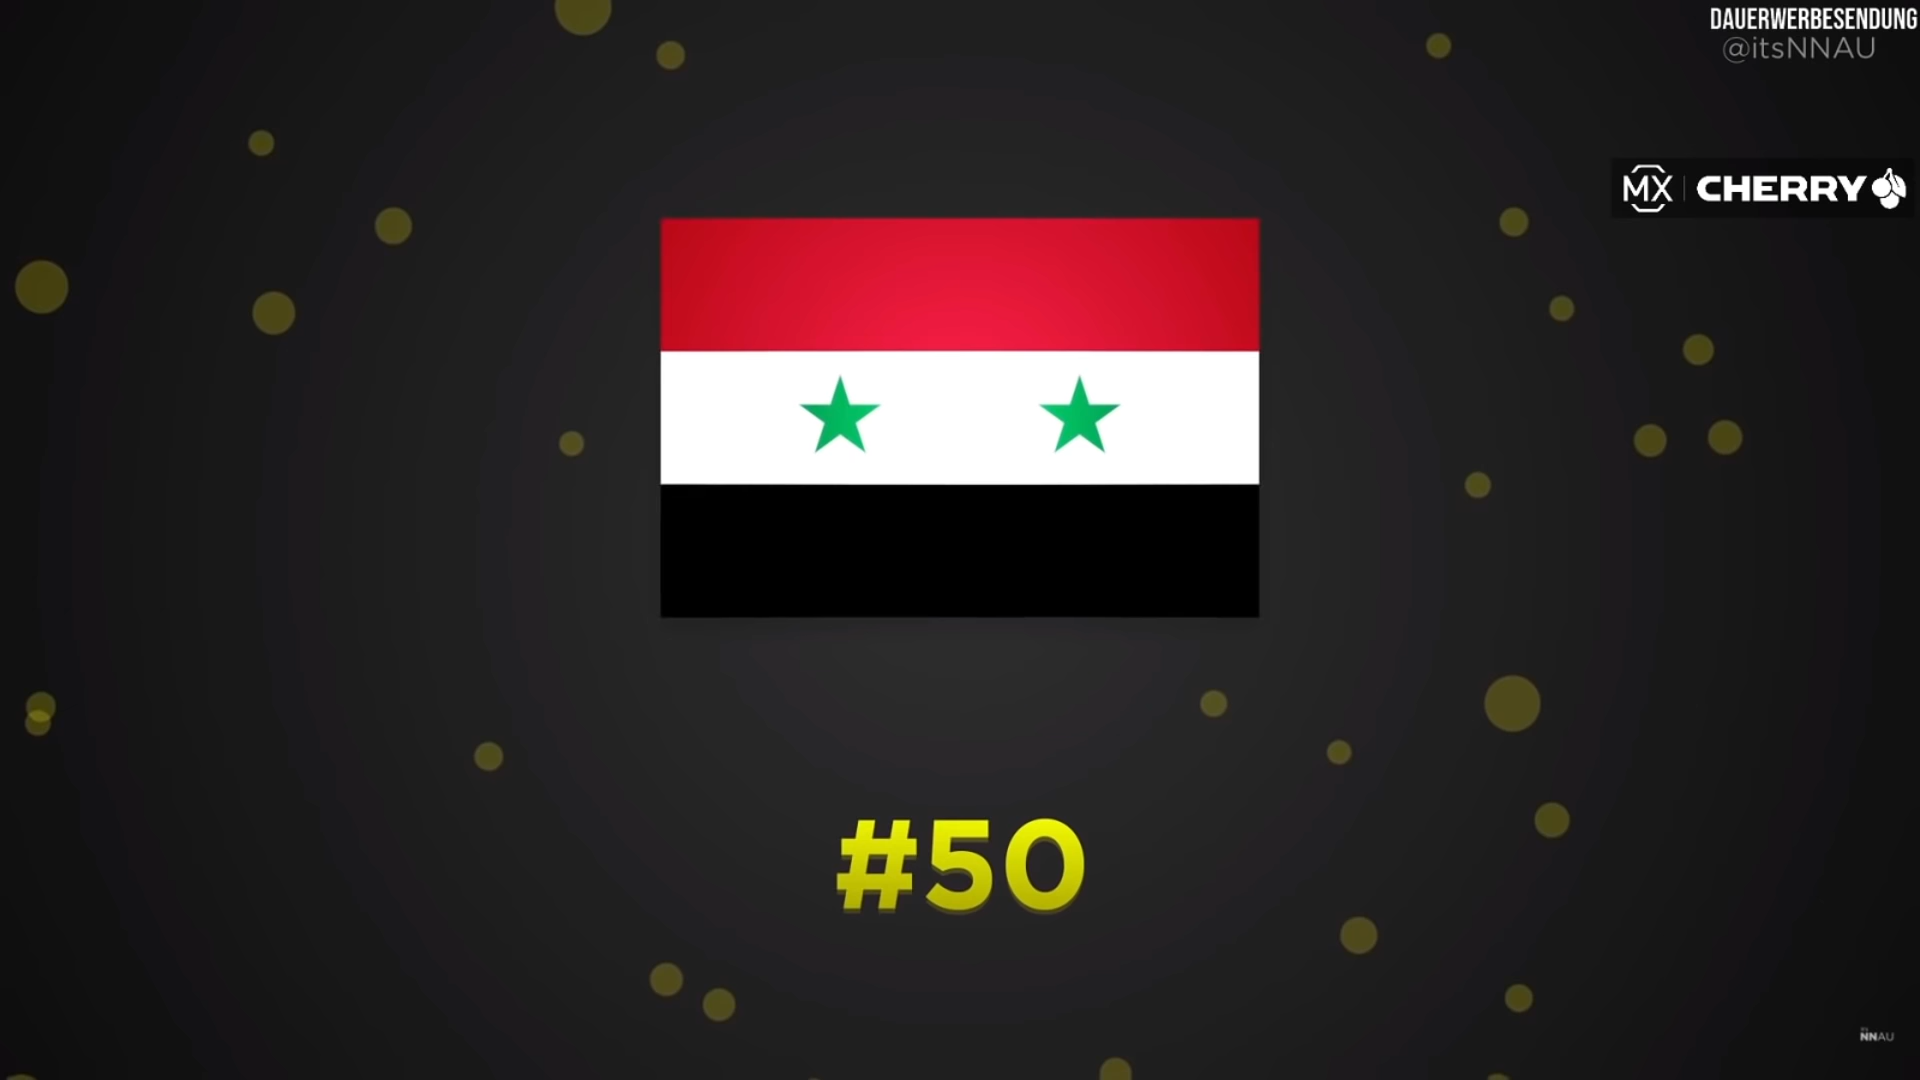 DAUERWERBESENDUNG
@itsNNAU
MX CHERRY
#50
NNAU